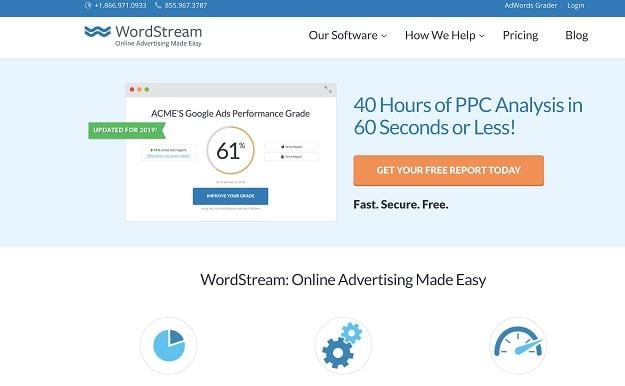 +1.866.971.0933 855.967.3787 AdWords Grader Login
WordStream
Online Advertising Made Easy
Our Software How We Help Pricing Blog
ACME'S Google Ads Performance Grade
UPDATED FOR 2019!
61%
IMPROVE YOUR GRADE
40 Hours of PPC Analysis in
60 Seconds or Less!
GET YOUR FREE REPORT TODAY
Fast. Secure. Free.
WordStream: Online Advertising Made Easy